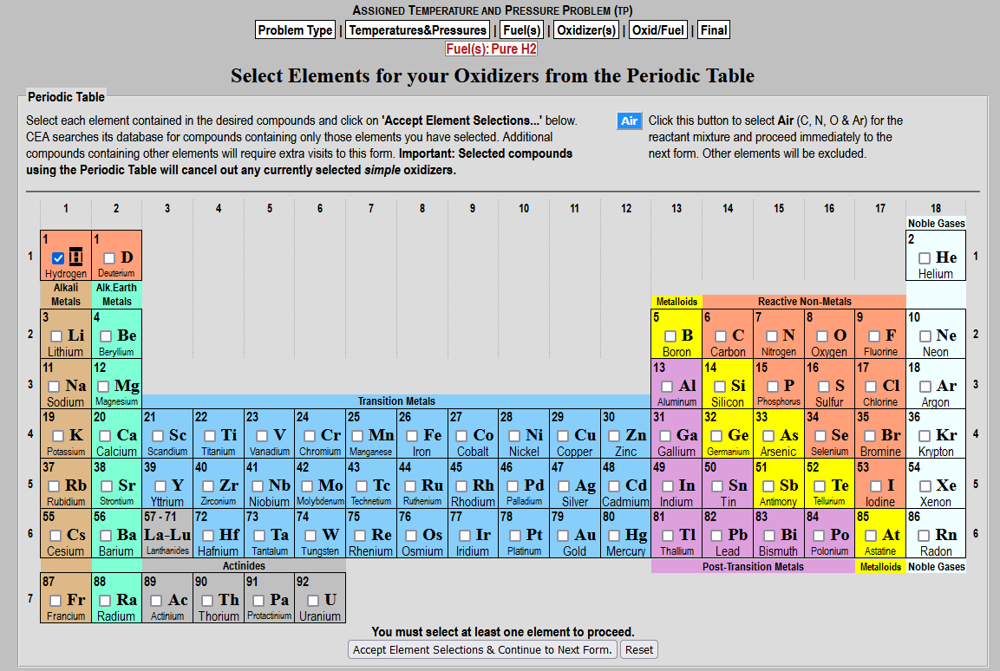 ASSIGNED TEMPERATURE AND PRESSURE PROBLEM (TP)
Problem Type | Temperatures&Pressures | Fuel(s) | Oxidizer(s) | Oxid/Fuel | Final
Fuel(s): Pure H2
Select Elements for your Oxidizers from the Periodic Table
Periodic Table
Select each element contained in the desired compounds and click on 'Accept Element Selections...' below.
CEA searches its database for compounds containing only those elements you have selected. Additional
compounds containing other elements will require extra visits to this form. Important: Selected compounds
using the Periodic Table will cancel out any currently selected simple oxidizers.
Air Click this button to select Air (C, N, O & Ar) for the
reactant mixture and proceed immediately to the
next form. Other elements will be excluded.
1 2 3 4 5 6 7 8 9 10 11 12 13 14 15 16 17 18
Noble Gases
1 1 2
1 H D He 1
Hydrogen Deuterium Helium
Alkali Metals Alk.Earth Metals Metalloids Reactive Non-Metals
3 4 5 6 7 8 9 10
2 Li Be B C N O F Ne 2
Lithium Beryllium Boron Carbon Nitrogen Oxygen Fluorine Neon
11 12 13 14 15 16 17 18
3 Na Mg Al Si P S Cl Ar 3
Sodium Magnesium Aluminum Silicon Phosphorus Sulfur Chlorine Argon
Transition Metals
19 20 21 22 23 24 25 26 27 28 29 30 31 32 33 34 35 36
4 K Ca Sc Ti V Cr Mn Fe Co Ni Cu Zn Ga Ge As Se Br Kr 4
Potassium Calcium Scandium Titanium Vanadium Chromium Manganese Iron Cobalt Nickel Copper Zinc Gallium Germanium Arsenic Selenium Bromine Krypton
37 38 39 40 41 42 43 44 45 46 47 48 49 50 51 52 53 54
5 Rb Sr Y Zr Nb Mo Tc Ru Rh Pd Ag Cd In Sn Sb Te I Xe 5
Rubidium Strontium Yttrium Zirconium Niobium Molybdenum Technetium Ruthenium Rhodium Palladium Silver Cadmium Indium Tin Antimony Tellurium Iodine Xenon
55 56 57 - 71 72 73 74 75 76 77 78 79 80 81 82 83 84 85 86
6 Cs Ba La-Lu Hf Ta W Re Os Ir Pt Au Hg Tl Pb Bi Po At Rn 6
Cesium Barium Lanthanides Hafnium Tantalum Tungsten Rhenium Osmium Iridium Platinum Gold Mercury Thallium Lead Bismuth Polonium Astatine Radon
Actinides Post-Transition Metals Metalloids Noble Gases
87 88 89 90 91 92
7 Fr Ra Ac Th Pa U
Francium Radium Actinium Thorium Protactinium Uranium
You must select at least one element to proceed.
Accept Element Selections & Continue to Next Form. Reset